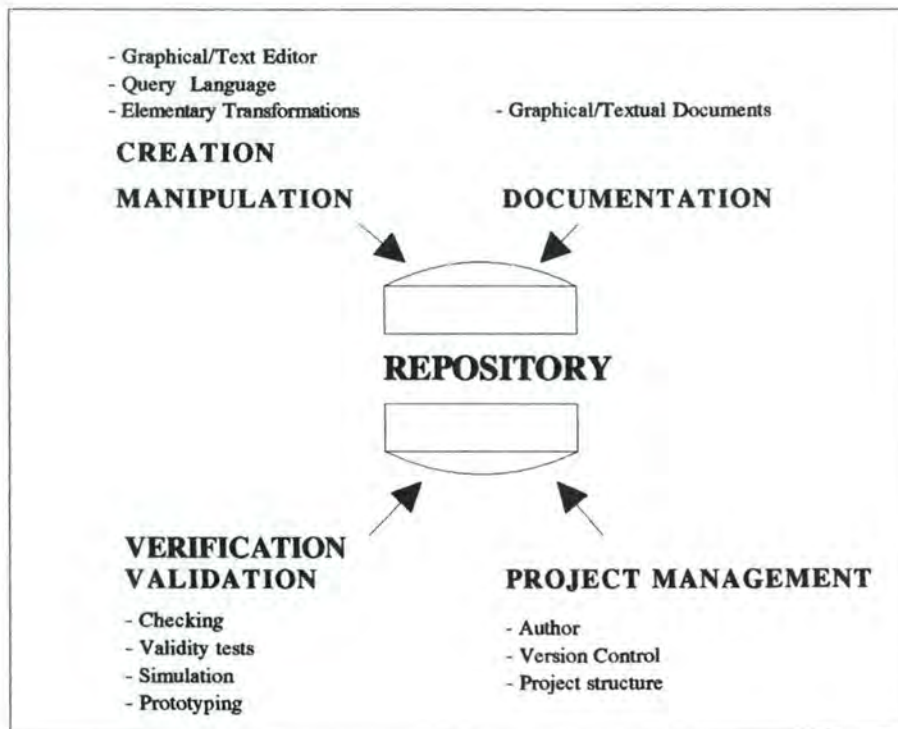 - Graphical/Text Editor
- Query Language
- Elementary Transformations
CREATION
MANIPULATION
- Graphical/Textual Documents
DOCUMENTATION
REPOSITORY
VERIFICATION
VALIDATION
- Checking
- Validity tests
- Simulation
- Prototyping
PROJECT MANAGEMENT
- Author
- Version Control
- Project structure